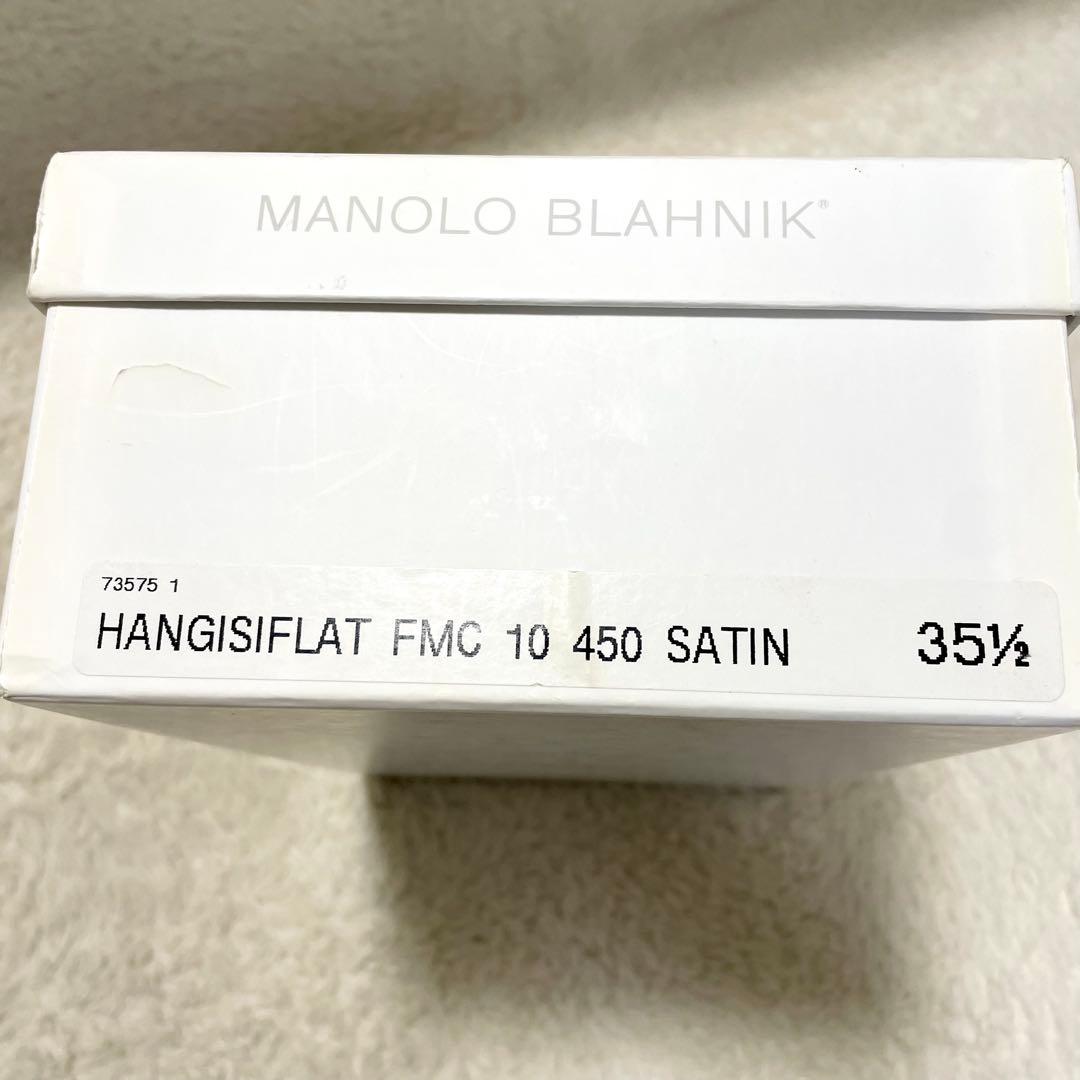 MANOLO BLAHNIK®
73575 1
HANGISIFLAT FMC 10 450 SATIN 35½